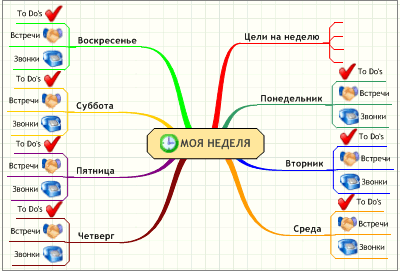 МОЯ НЕДЕЛЯ
Цели на неделю
Понедельник
To Do's
Встречи
Звонки
Вторник
To Do's
Встречи
Звонки
Среда
To Do's
Встречи
Звонки
Четверг
To Do's
Встречи
Звонки
Пятница
To Do's
Встречи
Звонки
Суббота
To Do's
Встречи
Звонки
Воскресенье
To Do's
Встречи
Звонки